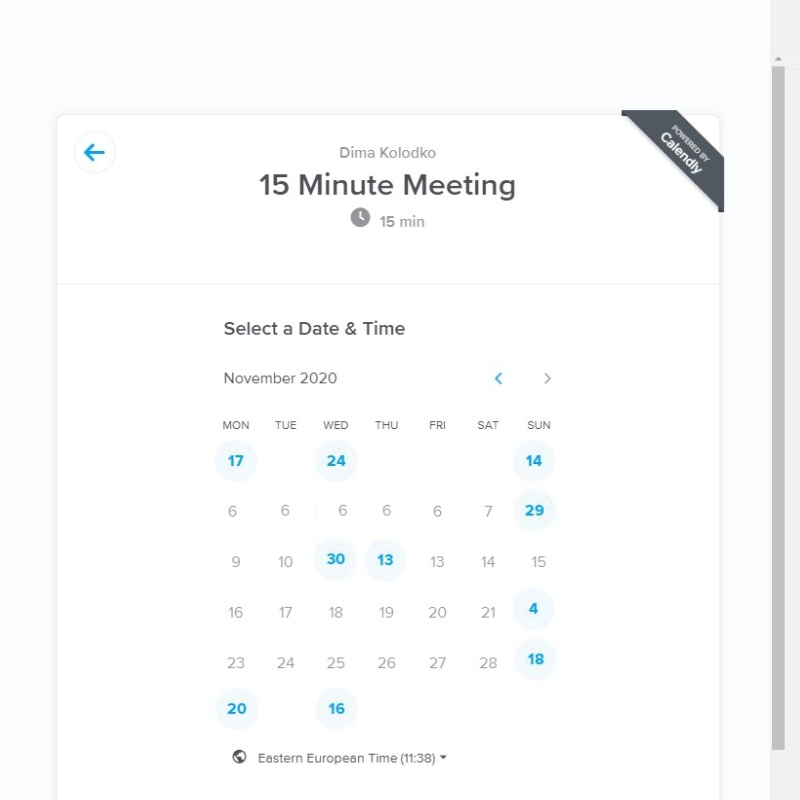 POWERED BY
Calendly
Dima Kolodko
15 Minute Meeting
15 min
Select a Date & Time
November 2020
MON TUE WED THU FRI SAT SUN
17 24 14
6 6 6 6 6 7 29
9 10 30 13 13 14 15
16 17 18 19 20 21 4
23 24 25 26 27 28 18
20 16
Eastern European Time (11:38)